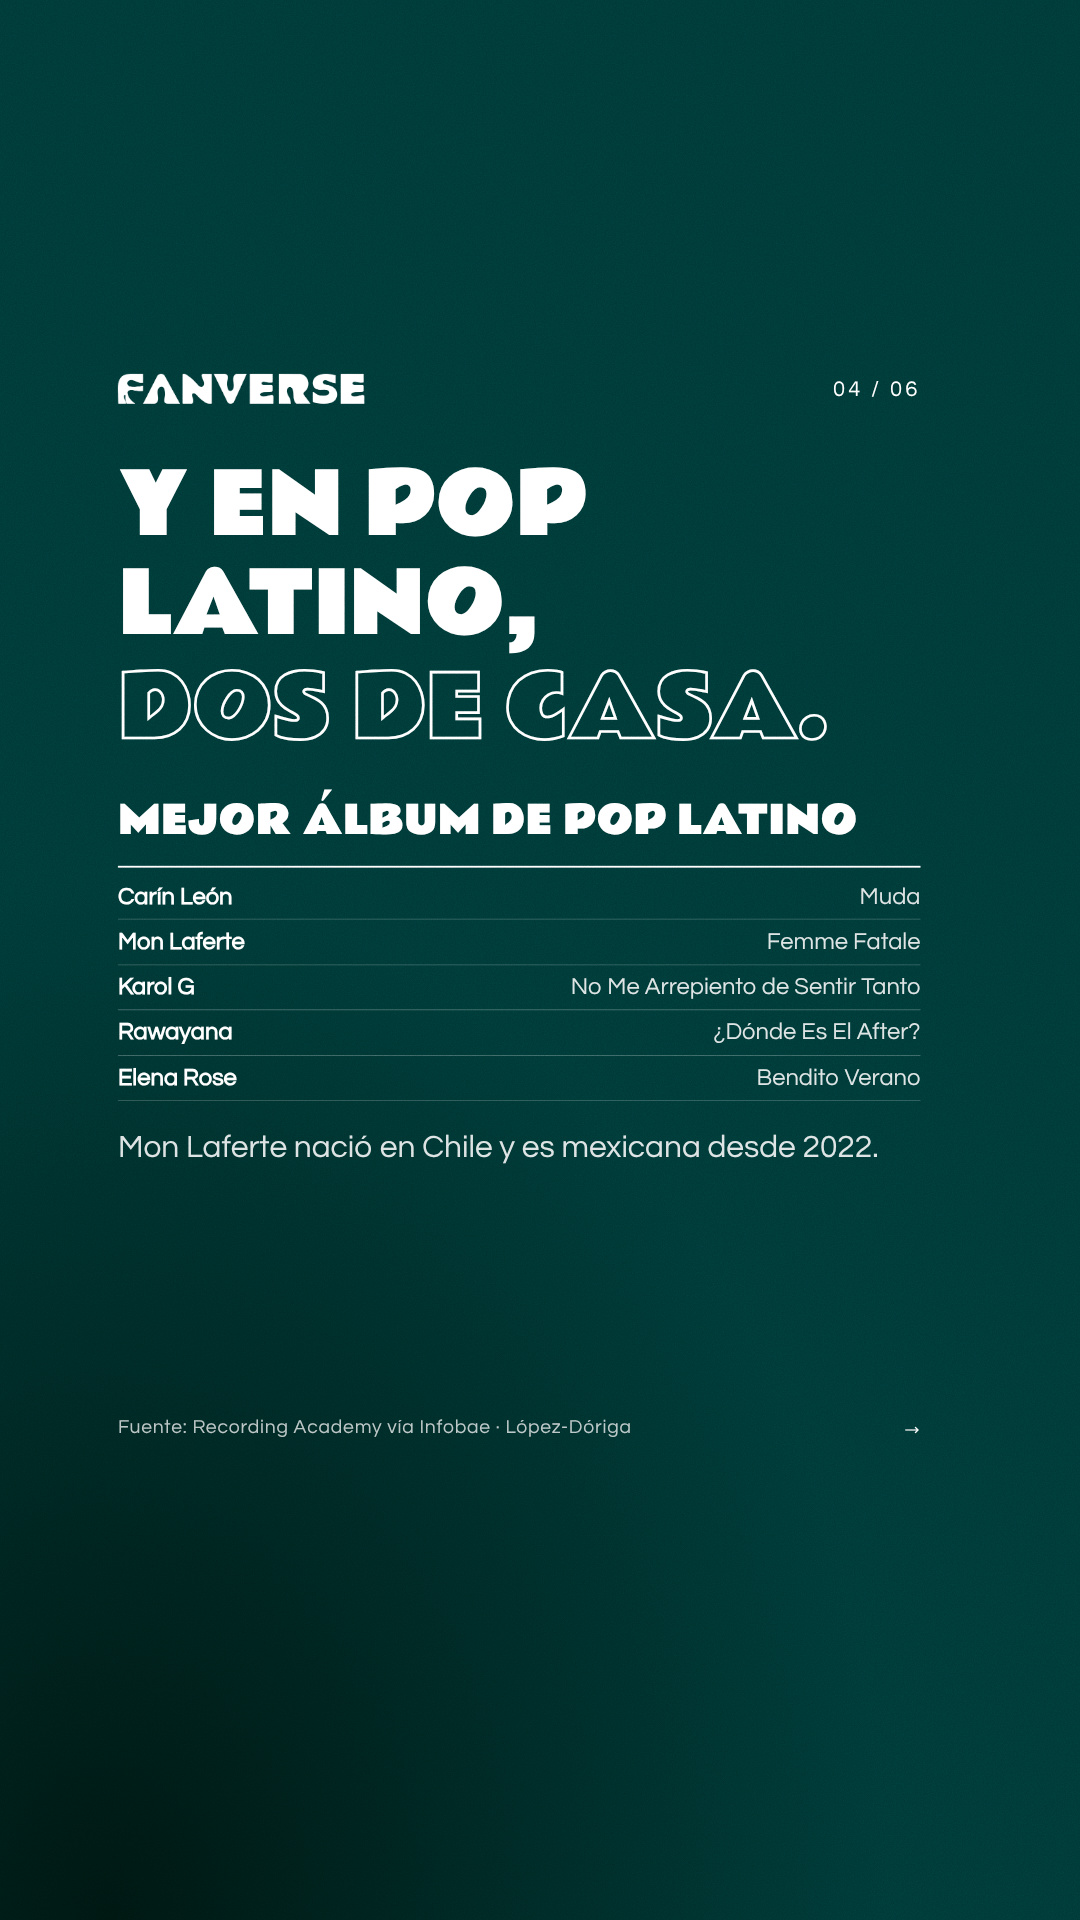 FANVERSE
04 / 06
Y EN POP
LATINO,
DOS DE CASA.
MEJOR ÁLBUM DE POP LATINO
Carín León Muda
Mon Laferte Femme Fatale
Karol G No Me Arrepiento de Sentir Tanto
Rawayana ¿Dónde Es El After?
Elena Rose Bendito Verano
Mon Laferte nació en Chile y es mexicana desde 2022.
Fuente: Recording Academy vía Infobae · López-Dóriga →